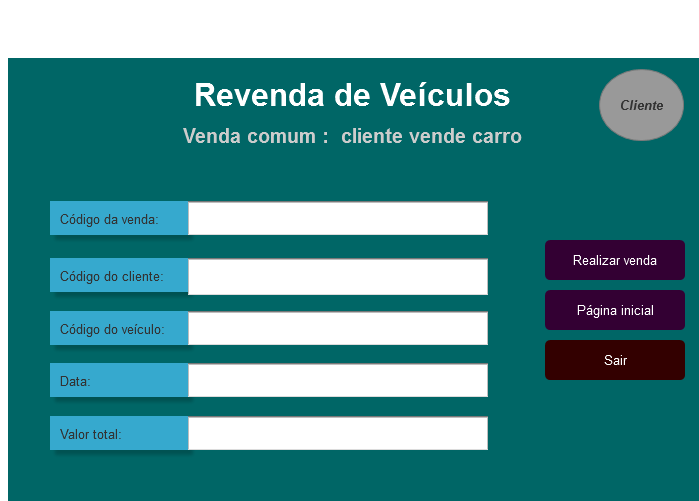 Revenda de Veículos
Cliente
Venda comum :  cliente vende carro
Código da venda:
Código do cliente:
Código do veículo:
Data:
Valor total:
Realizar venda
Página inicial
Sair